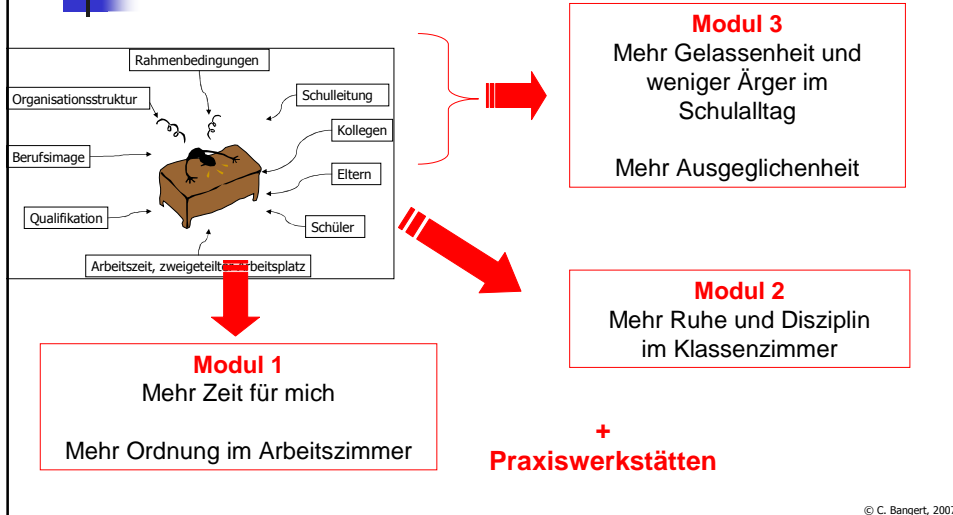 Rahmenbedingungen
Organisationsstruktur
Schulleitung
Kollegen
Berufsimage
Eltern
Qualifikation
Schüler
Arbeitszeit, zweigeteilter Arbeitsplatz
Modul 3
Mehr Gelassenheit und
weniger Ärger im
Schulalltag
Mehr Ausgeglichenheit
Modul 2
Mehr Ruhe und Disziplin
im Klassenzimmer
Modul 1
Mehr Zeit für mich
Mehr Ordnung im Arbeitszimmer
+
Praxiswerkstätten
© C. Bangert, 2007